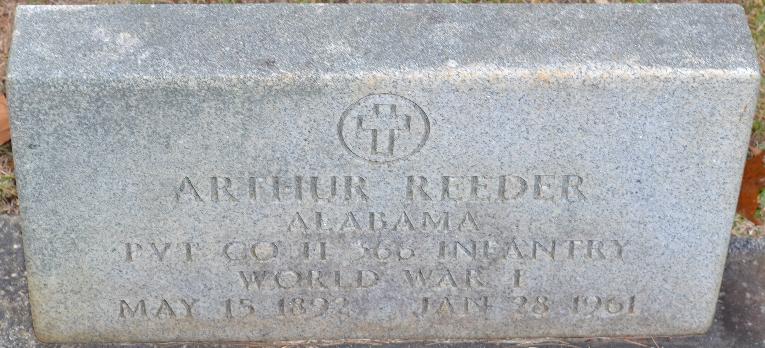 ARTHUR REEDER
ALABAMA
PVT CO H 366 INFANTRY
WORLD WAR I
MAY 15 1892 JAN 28 1961